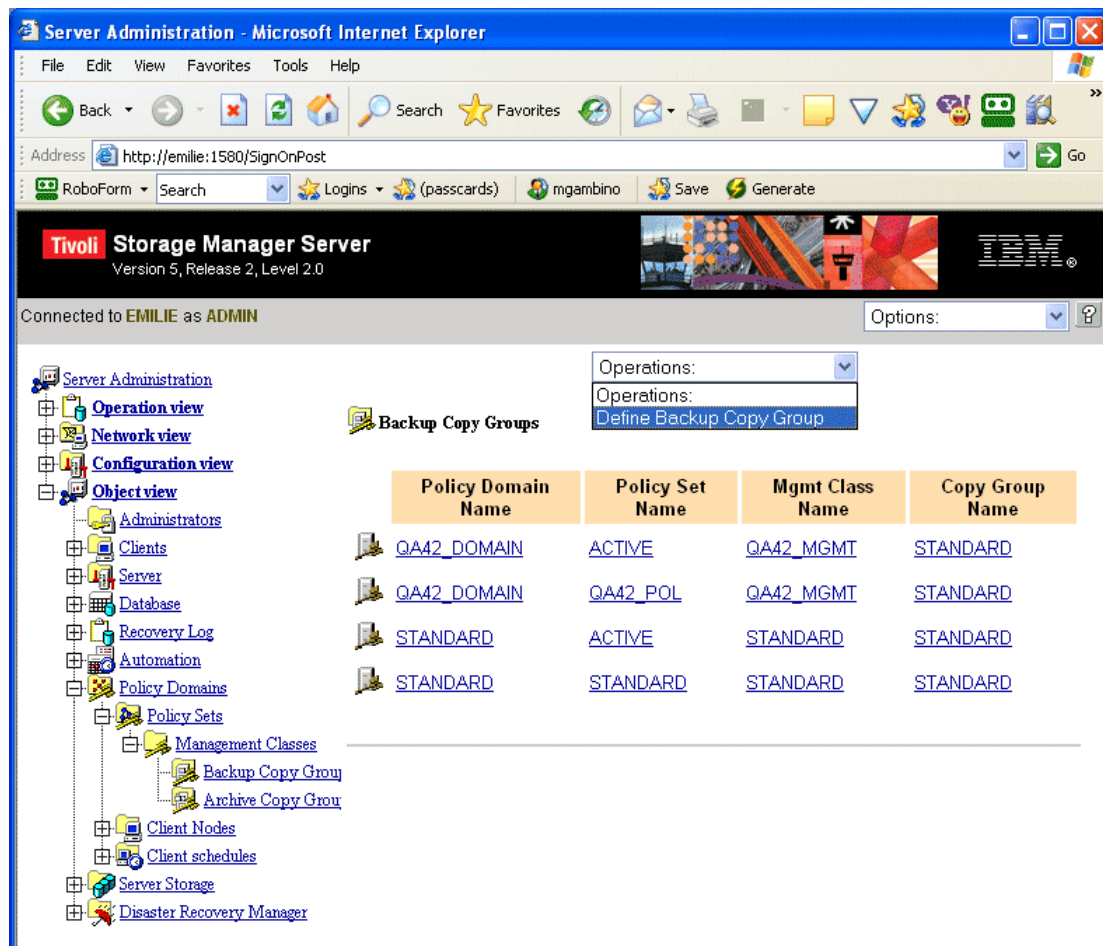 Server Administration - Microsoft Internet Explorer
File Edit View Favorites Tools Help
Back Search Favorites »
Address http://emilie:1580/SignOnPost Go
RoboForm Search Logins (passcards) mgambino Save Generate
Tivoli Storage Manager Server IBM®
Version 5, Release 2, Level 2.0
Connected to EMILIE as ADMIN Options: ?
Operations:
Operations:
Define Backup Copy Group
Server Administration
Operation view
Network view
Configuration view
Object view
Administrators
Clients
Server
Database
Recovery Log
Automation
Policy Domains
Policy Sets
Management Classes
Backup Copy Group
Archive Copy Grou
Client Nodes
Client schedules
Server Storage
Disaster Recovery Manager
Backup Copy Groups
Policy Domain Name Policy Set Name Mgmt Class Name Copy Group Name
QA42_DOMAIN ACTIVE QA42_MGMT STANDARD
QA42_DOMAIN QA42_POL QA42_MGMT STANDARD
STANDARD ACTIVE STANDARD STANDARD
STANDARD STANDARD STANDARD STANDARD